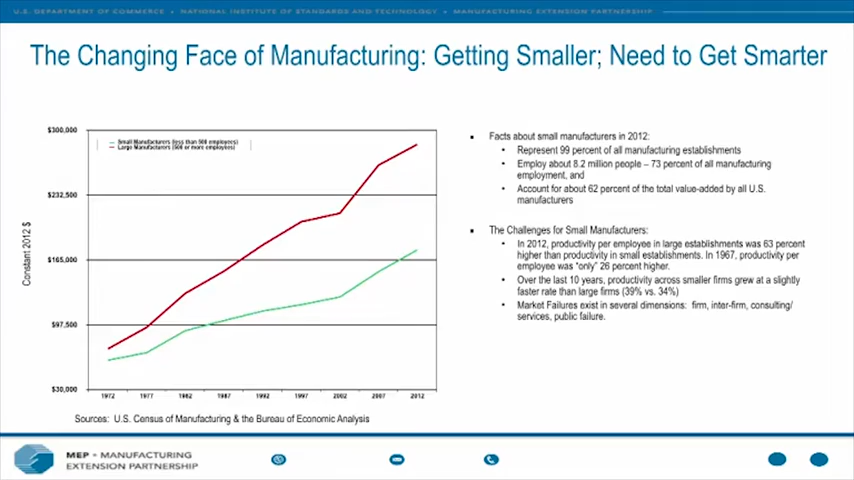 U.S. DEPARTMENT OF COMMERCE • NATIONAL INSTITUTE OF STANDARDS AND TECHNOLOGY • MANUFACTURING EXTENSION PARTNERSHIP
The Changing Face of Manufacturing: Getting Smaller; Need to Get Smarter
$300,000
$232,500
$165,000
$97,500
$30,000
Constant 2012 $
Small Manufacturers (less than 500 employees)
Large Manufacturers (500 or more employees)
1972 1977 1982 1987 1992 1997 2002 2007 2012
Sources: U.S. Census of Manufacturing & the Bureau of Economic Analysis
• Facts about small manufacturers in 2012:
• Represent 99 percent of all manufacturing establishments
• Employ about 8.2 million people – 73 percent of all manufacturing
employment, and
• Account for about 62 percent of the total value-added by all U.S.
manufacturers
• The Challenges for Small Manufacturers:
• In 2012, productivity per employee in large establishments was 63 percent
higher than productivity in small establishments. In 1967, productivity per
employee was “only” 26 percent higher.
• Over the last 10 years, productivity across smaller firms grew at a slightly
faster rate than large firms (39% vs. 34%)
• Market Failures exist in several dimensions: firm, inter-firm, consulting/
services, public failure.
MEP • MANUFACTURING
EXTENSION PARTNERSHIP